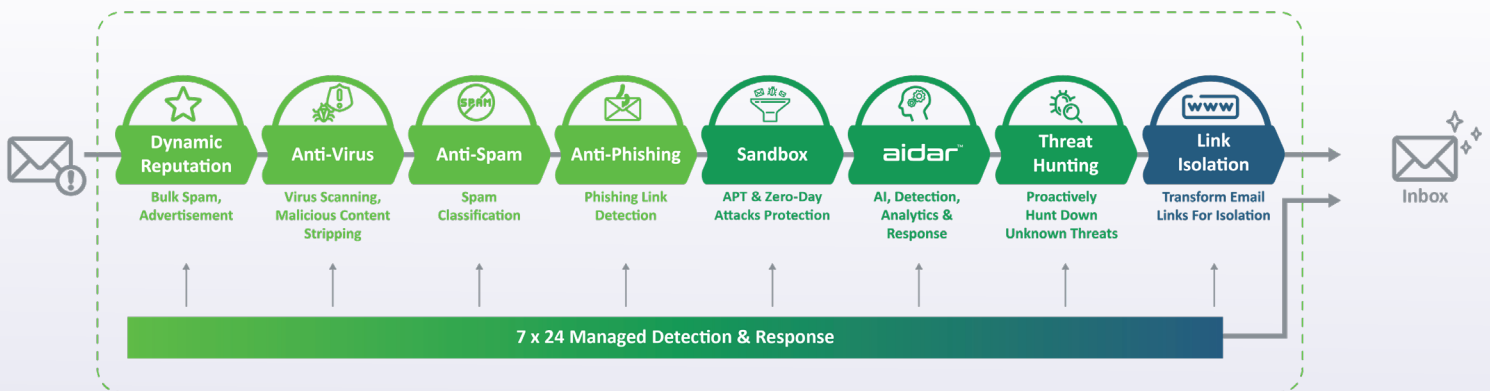 Dynamic
Reputation
Bulk Spam,
Advertisement
Anti-Virus
Virus Scanning,
Malicious Content
Stripping
SPAM
Anti-Spam
Spam
Classification
Anti-Phishing
Phishing Link
Detection
Sandbox
APT & Zero-Day
Attacks Protection
aidar™
AI, Detection,
Analytics &
Response
Threat
Hunting
Proactively
Hunt Down
Unknown Threats
www
Link
Isolation
Transform Email
Links For Isolation
Inbox
7 x 24 Managed Detection & Response